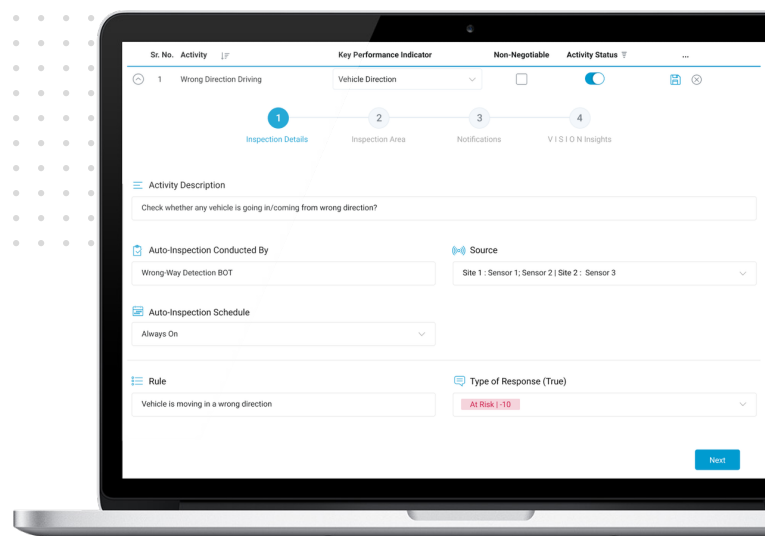 Sr. No. Activity Key Performance Indicator Non-Negotiable Activity Status ...
1 Wrong Direction Driving Vehicle Direction
1 2 3 4
Inspection Details Inspection Area Notifications V I S I O N Insights
Activity Description
Check whether any vehicle is going in/coming from wrong direction?
Auto-Inspection Conducted By Source
Wrong-Way Detection BOT Site 1 : Sensor 1; Sensor 2 | Site 2 : Sensor 3
Auto-Inspection Schedule
Always On
Rule Type of Response (True)
Vehicle is moving in a wrong direction At Risk | -10
Next